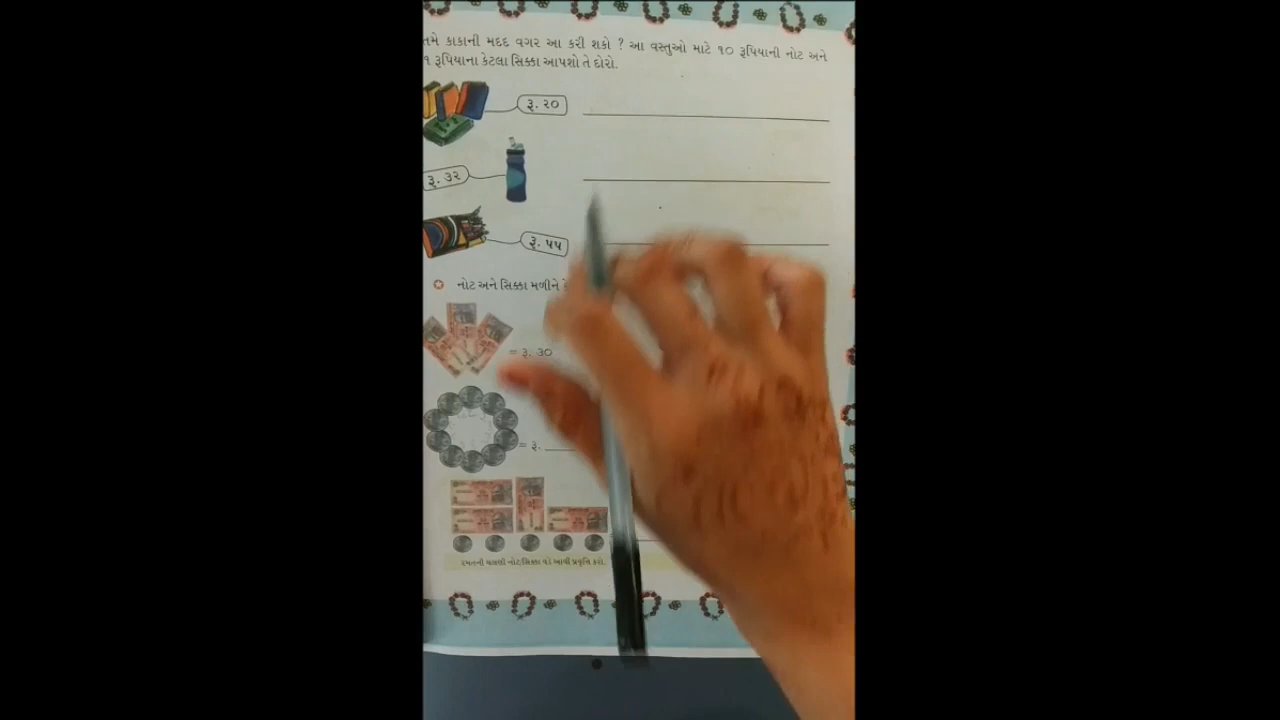 તમે કાકાની મદદ વગર આ કરી શકો ? આ વસ્તુઓ માટે ૧૦ રૂપિયાની નોટ અને
૧ રૂપિયાના કેટલા સિક્કા આપશો તે દોરો.
રૂ. ૨૦
રૂ. ૩૨
રૂ. ૫૫
નોટ અને સિક્કા મળીને
= રૂ. ૩૦
= રૂ.
રમતની ચલણી નોટ/સિક્કા વડે આવી પ્રવૃત્તિ કરો.